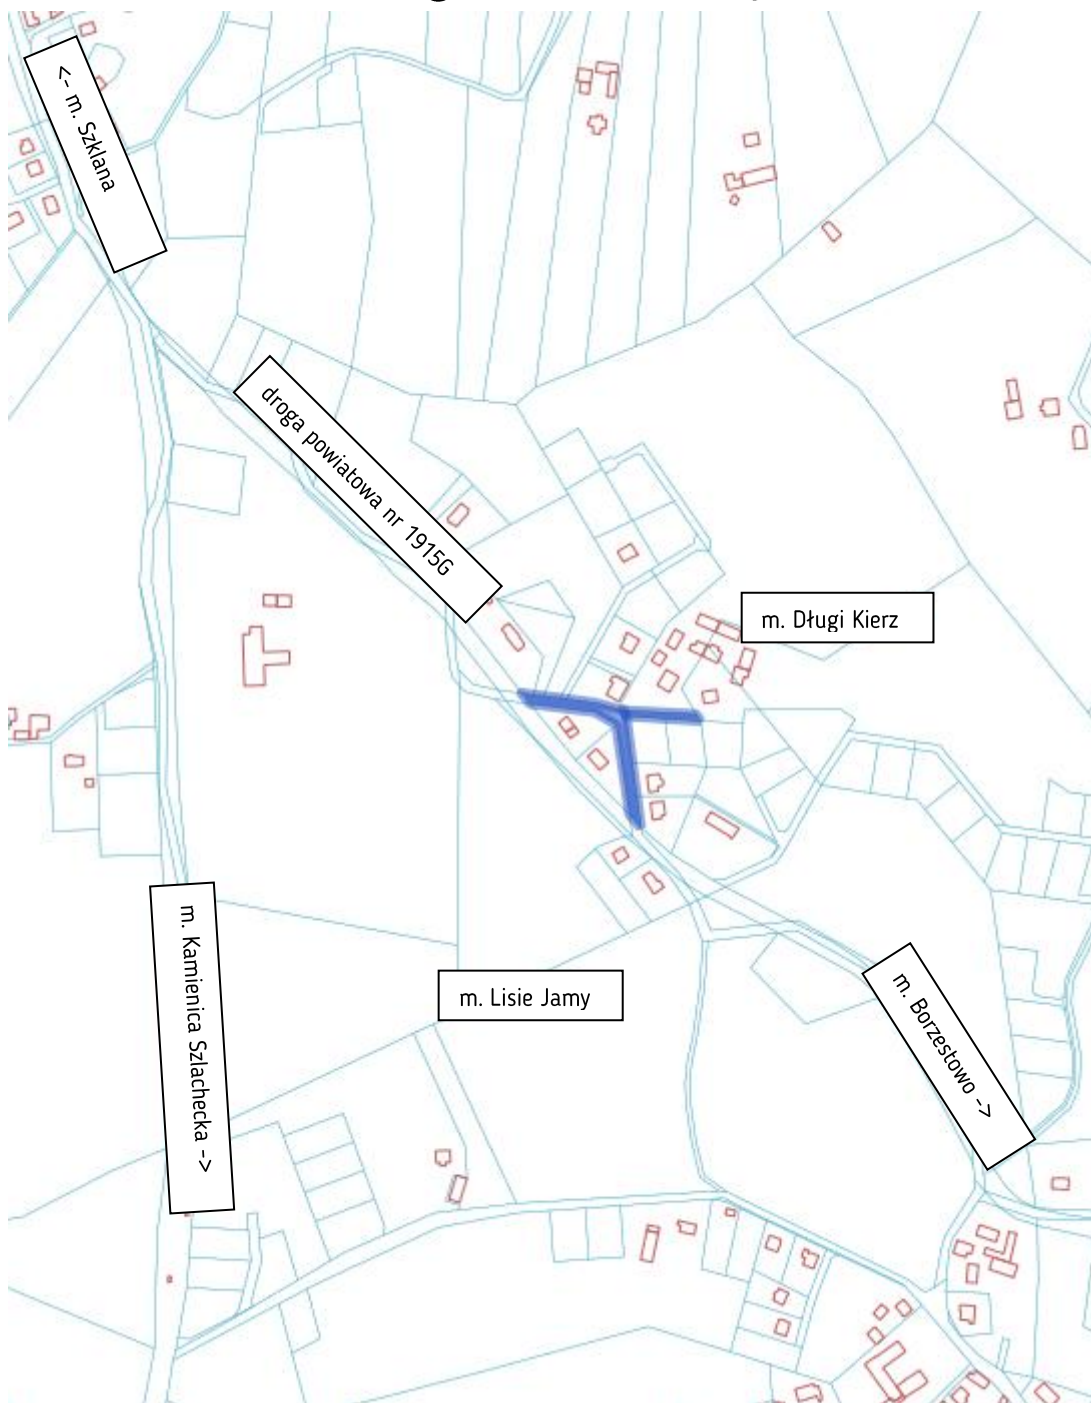 <- m. Szklana
droga powiatowa nr 1915G
m. Długi Kierz
m. Kamienica Szlachecka ->
m. Lisie Jamy
m. Borzestowo ->